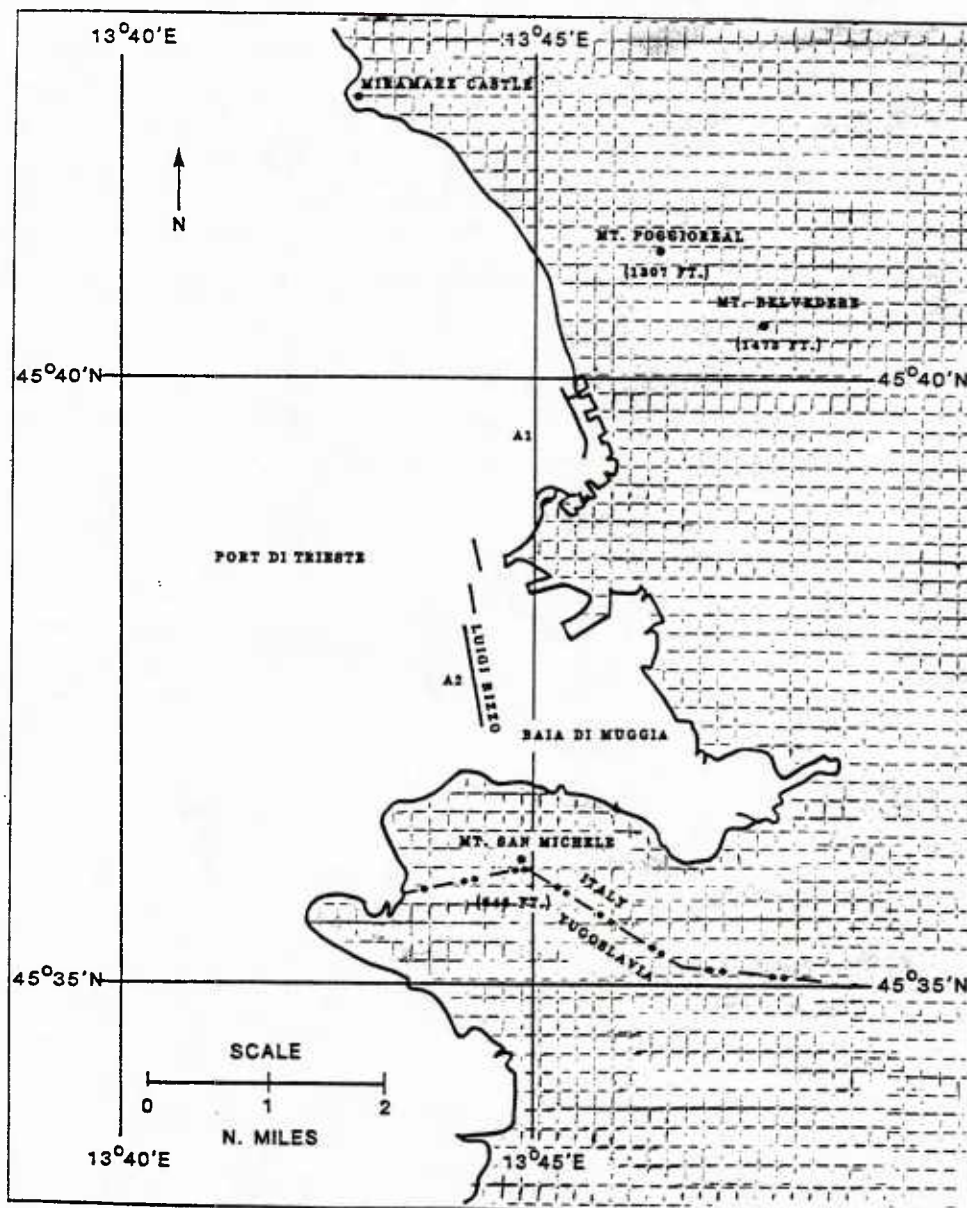 13°40'E
13°45'E
MIRAMARE CASTLE
N
MT. POGGIOREAL
(1307 FT.)
MT. BELVEDERE
(1475 FT.)
45°40'N
45°40'N
A1
PORT DI TRIESTE
LUIGI RIZZO
A2
BAIA DI MUGGIA
MT. SAN MICHELE
ITALY
YUGOSLAVIA
45°35'N
45°35'N
SCALE
0 1 2
N. MILES
13°40'E
13°45'E